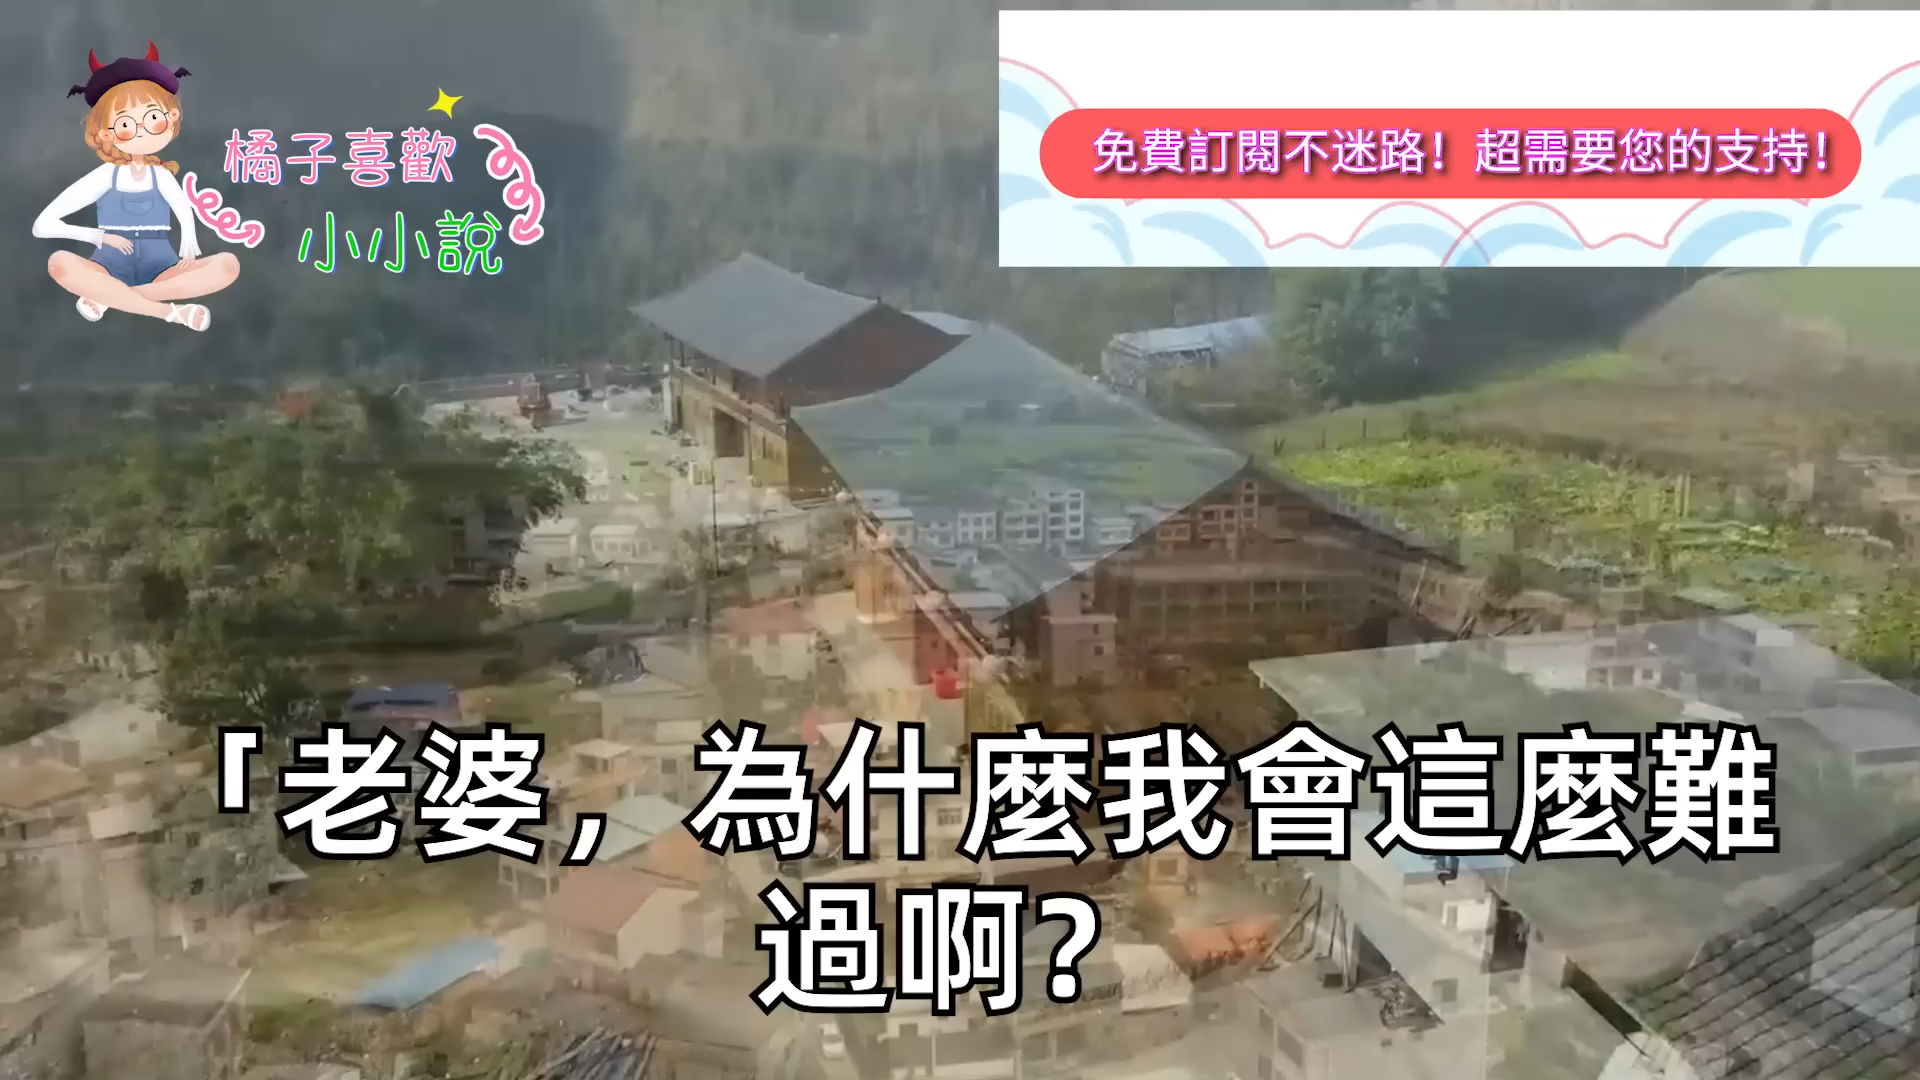 橘子喜歡
小小說
免費訂閱不迷路！超需要您的支持！
「老婆，為什麼我會這麼難
過啊？